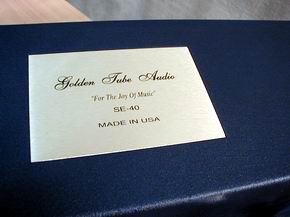 Golden Tube Audio
"For The Joy Of Music"
SE-40
MADE IN USA